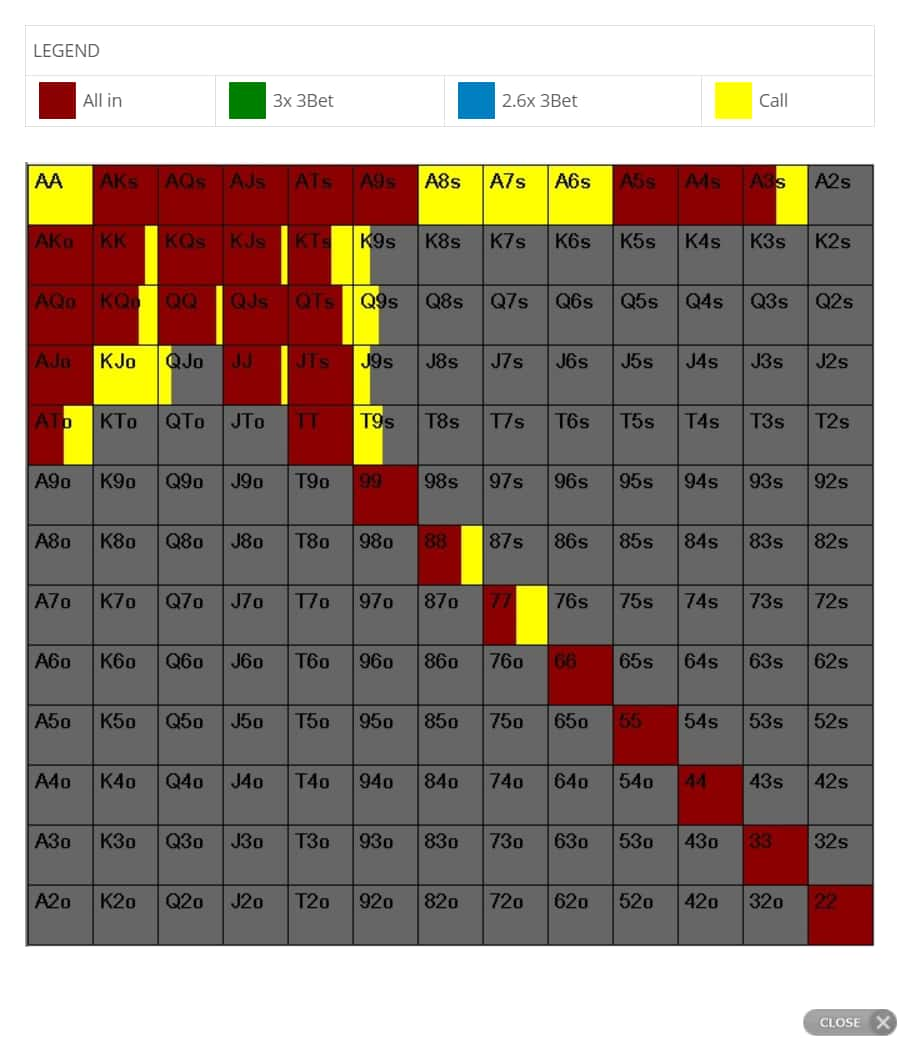 LEGEND
All in 3x 3Bet 2.6x 3Bet Call
AA AKs AQs AJs ATs A9s A8s A7s A6s A5s A4s A3s A2s
AKo KK KQs KJs KTs K9s K8s K7s K6s K5s K4s K3s K2s
AQo KQo QQ QJs QTs Q9s Q8s Q7s Q6s Q5s Q4s Q3s Q2s
AJo KJo QJo JJ JTs J9s J8s J7s J6s J5s J4s J3s J2s
ATo KTo QTo JTo TT T9s T8s T7s T6s T5s T4s T3s T2s
A9o K9o Q9o J9o T9o 99 98s 97s 96s 95s 94s 93s 92s
A8o K8o Q8o J8o T8o 98o 88 87s 86s 85s 84s 83s 82s
A7o K7o Q7o J7o T7o 97o 87o 77 76s 75s 74s 73s 72s
A6o K6o Q6o J6o T6o 96o 86o 76o 66 65s 64s 63s 62s
A5o K5o Q5o J5o T5o 95o 85o 75o 65o 55 54s 53s 52s
A4o K4o Q4o J4o T4o 94o 84o 74o 64o 54o 44 43s 42s
A3o K3o Q3o J3o T3o 93o 83o 73o 63o 53o 43o 33 32s
A2o K2o Q2o J2o T2o 92o 82o 72o 62o 52o 42o 32o 22
CLOSE